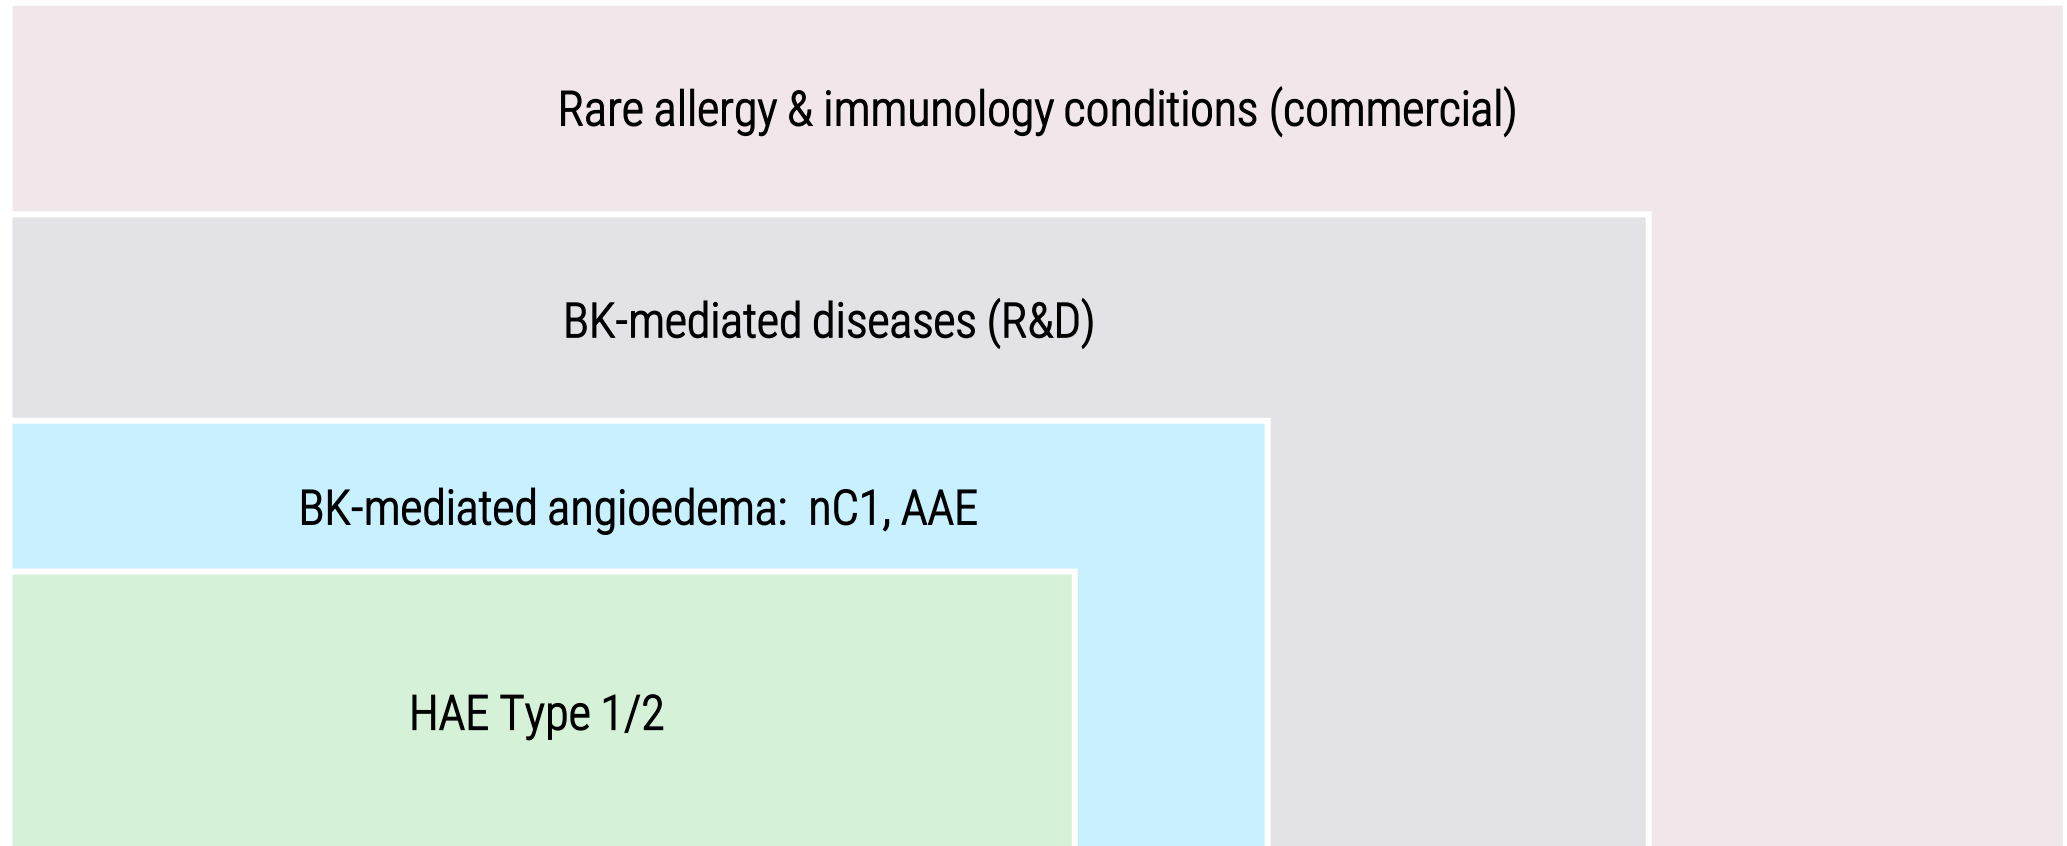 Rare allergy & immunology conditions (commercial)
BK-mediated diseases (R&D)
BK-mediated angioedema:  nC1, AAE
HAE Type 1/2